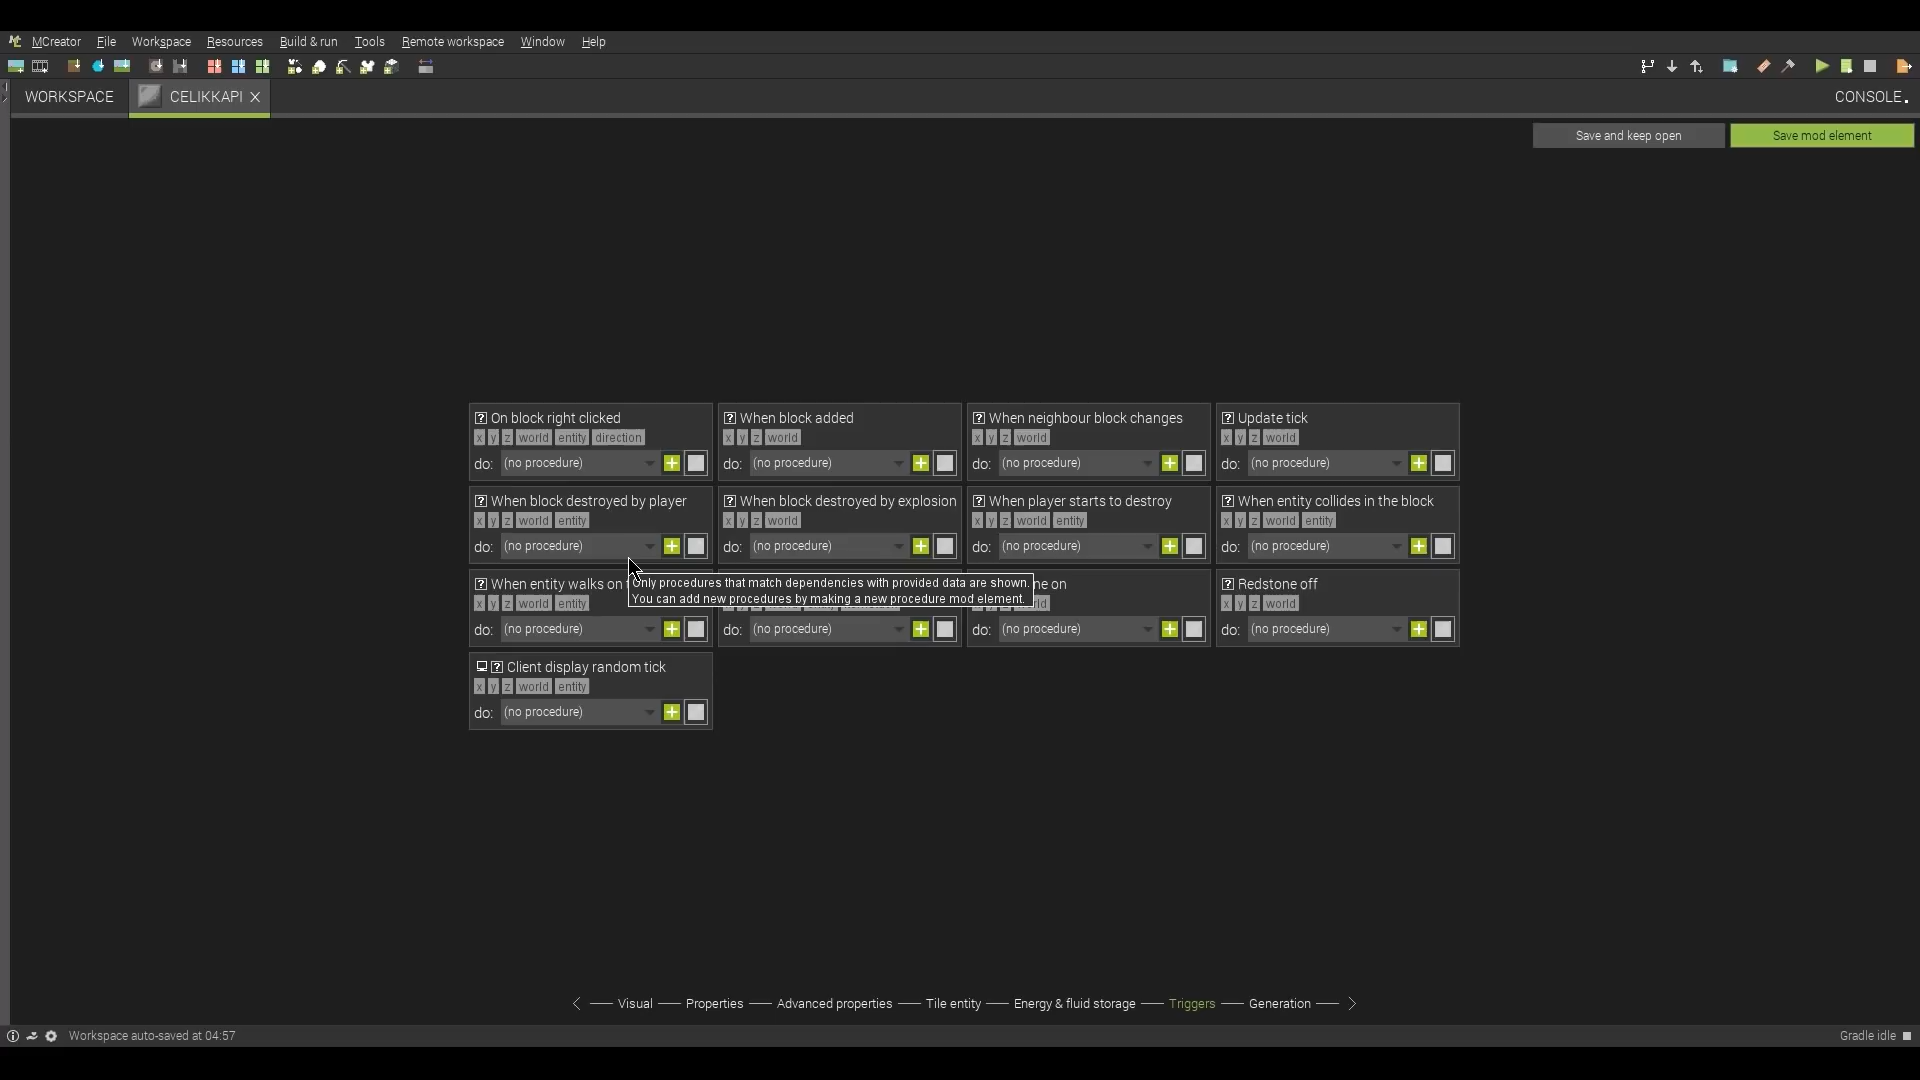 MCreator File Workspace Resources Build & run Tools Remote workspace Window Help
WORKSPACE CELIKKAPI CONSOLE
Save and keep open Save mod element
On block right clicked When block added When neighbour block changes Update tick
x y z world entity direction x y z world x y z world x y z world
do: (no procedure) do: (no procedure) do: (no procedure) do: (no procedure)
When block destroyed by player When block destroyed by explosion When player starts to destroy When entity collides in the block
x y z world entity x y z world x y z world entity x y z world entity
do: (no procedure) do: (no procedure) do: (no procedure) do: (no procedure)
When entity walks on Only procedures that match dependencies with provided data are shown. ne on Redstone off
x y z world entity You can add new procedures by making a new procedure mod element. x y z world
do: (no procedure) do: (no procedure) do: (no procedure) do: (no procedure)
Client display random tick
x y z world entity
do: (no procedure)
Visual Properties Advanced properties Tile entity Energy & fluid storage Triggers Generation
Workspace auto-saved at 04:57 Gradle idle